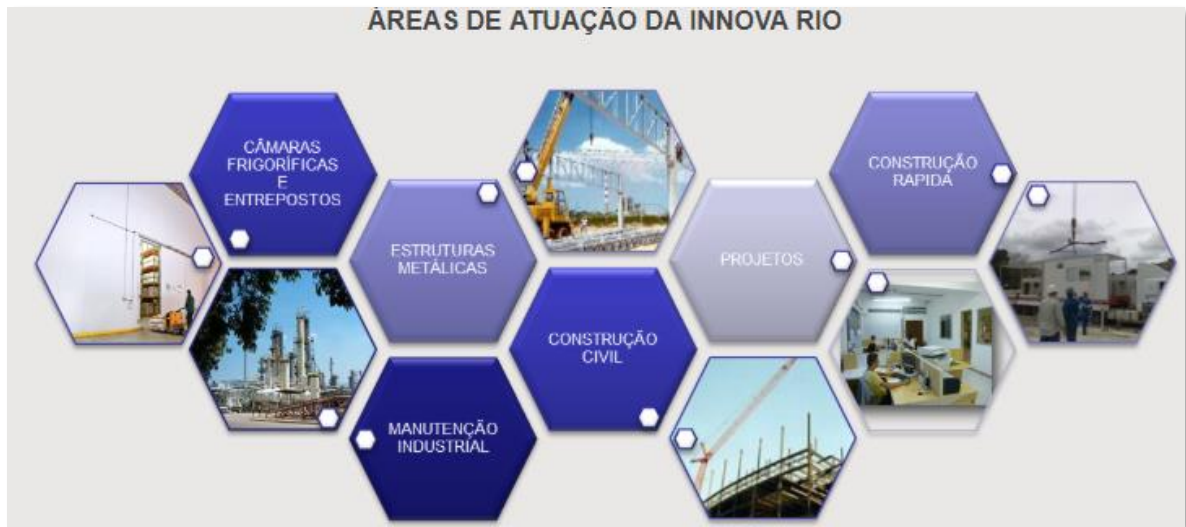 ÁREAS DE ATUAÇÃO DA INNOVA RIO
CÂMARAS
FRIGORÍFICAS
E
ENTREPOSTOS
ESTRUTURAS
METÁLICAS
MANUTENÇÃO
INDUSTRIAL
CONSTRUÇÃO
CIVIL
PROJETOS
CONSTRUÇÃO
RAPIDA